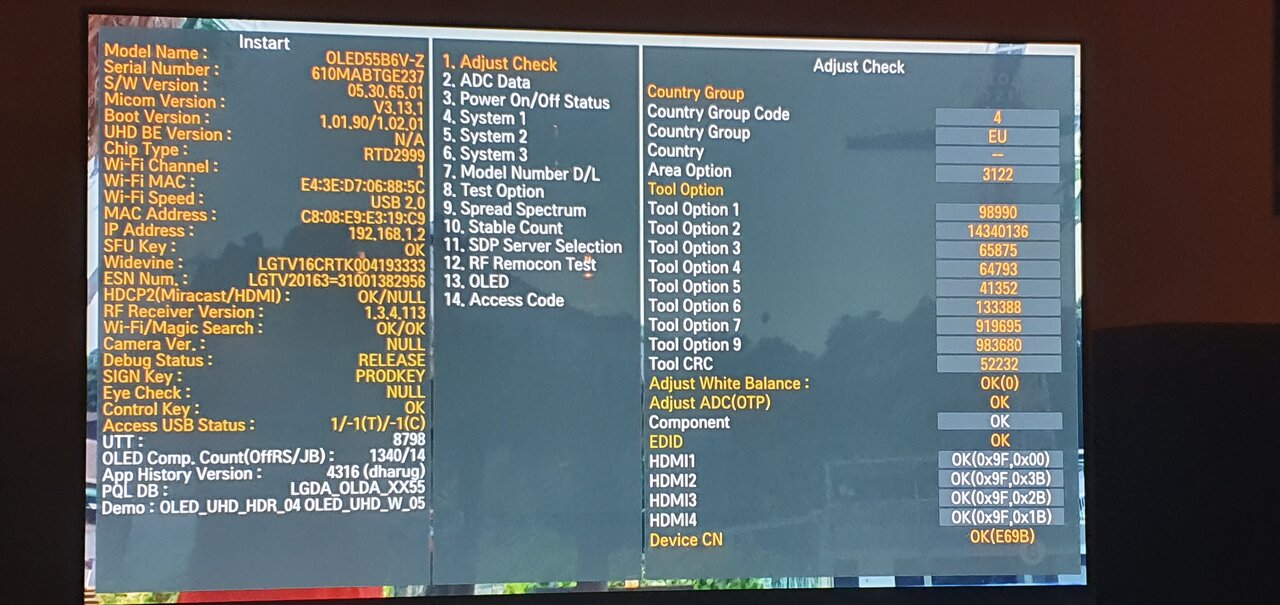 Instart
Model Name : OLED55B6V-Z
Serial Number : 610MABTGE237
S/W Version : 05.30.65.01
Micom Version : V3.13.1
Boot Version : 1.01.90/1.02.01
UHD BE Version : N/A
Chip Type : RTD2999
Wi-Fi Channel : 1
Wi-Fi MAC : E4:3E:D7:06:88:5C
Wi-Fi Speed : USB 2.0
MAC Address : C8:08:E9:E3:19:C9
IP Address : 192.168.1.2
SFU Key : OK
Widevine : LGTV16CRTK004193333
ESN Num. : LGTV20163=31001382956
HDCP2(Miracast/HDMI) : OK/NULL
RF Receiver Version : 1.3.4.113
Wi-Fi/Magic Search : OK/OK
Camera Ver. : NULL
Debug Status : RELEASE
SIGN Key : PRODKEY
Eye Check : NULL
Control Key : OK
Access USB Status : 1/-1(T)/-1(C)
UTT : 8798
OLED Comp. Count(OffRS/JB) : 1340/14
App History Version : 4316 (dharug)
PQL DB : LGDA_OLDA_XX55
Demo : OLED_UHD_HDR_04 OLED_UHD_W_05
1. Adjust Check
2. ADC Data
3. Power On/Off Status
4. System 1
5. System 2
6. System 3
7. Model Number D/L
8. Test Option
9. Spread Spectrum
10. Stable Count
11. SDP Server Selection
12. RF Remocon Test
13. OLED
14. Access Code
Adjust Check
Country Group
Country Group Code 4
Country Group EU
Country --
Area Option 3122
Tool Option
Tool Option 1 98990
Tool Option 2 14340136
Tool Option 3 65875
Tool Option 4 64793
Tool Option 5 41352
Tool Option 6 133388
Tool Option 7 919695
Tool Option 9 983680
Tool CRC 52232
Adjust White Balance : OK(0)
Adjust ADC(OTP) OK
Component OK
EDID OK
HDMI1 OK(0x9F,0x00)
HDMI2 OK(0x9F,0x3B)
HDMI3 OK(0x9F,0x2B)
HDMI4 OK(0x9F,0x1B)
Device CN OK(E69B)